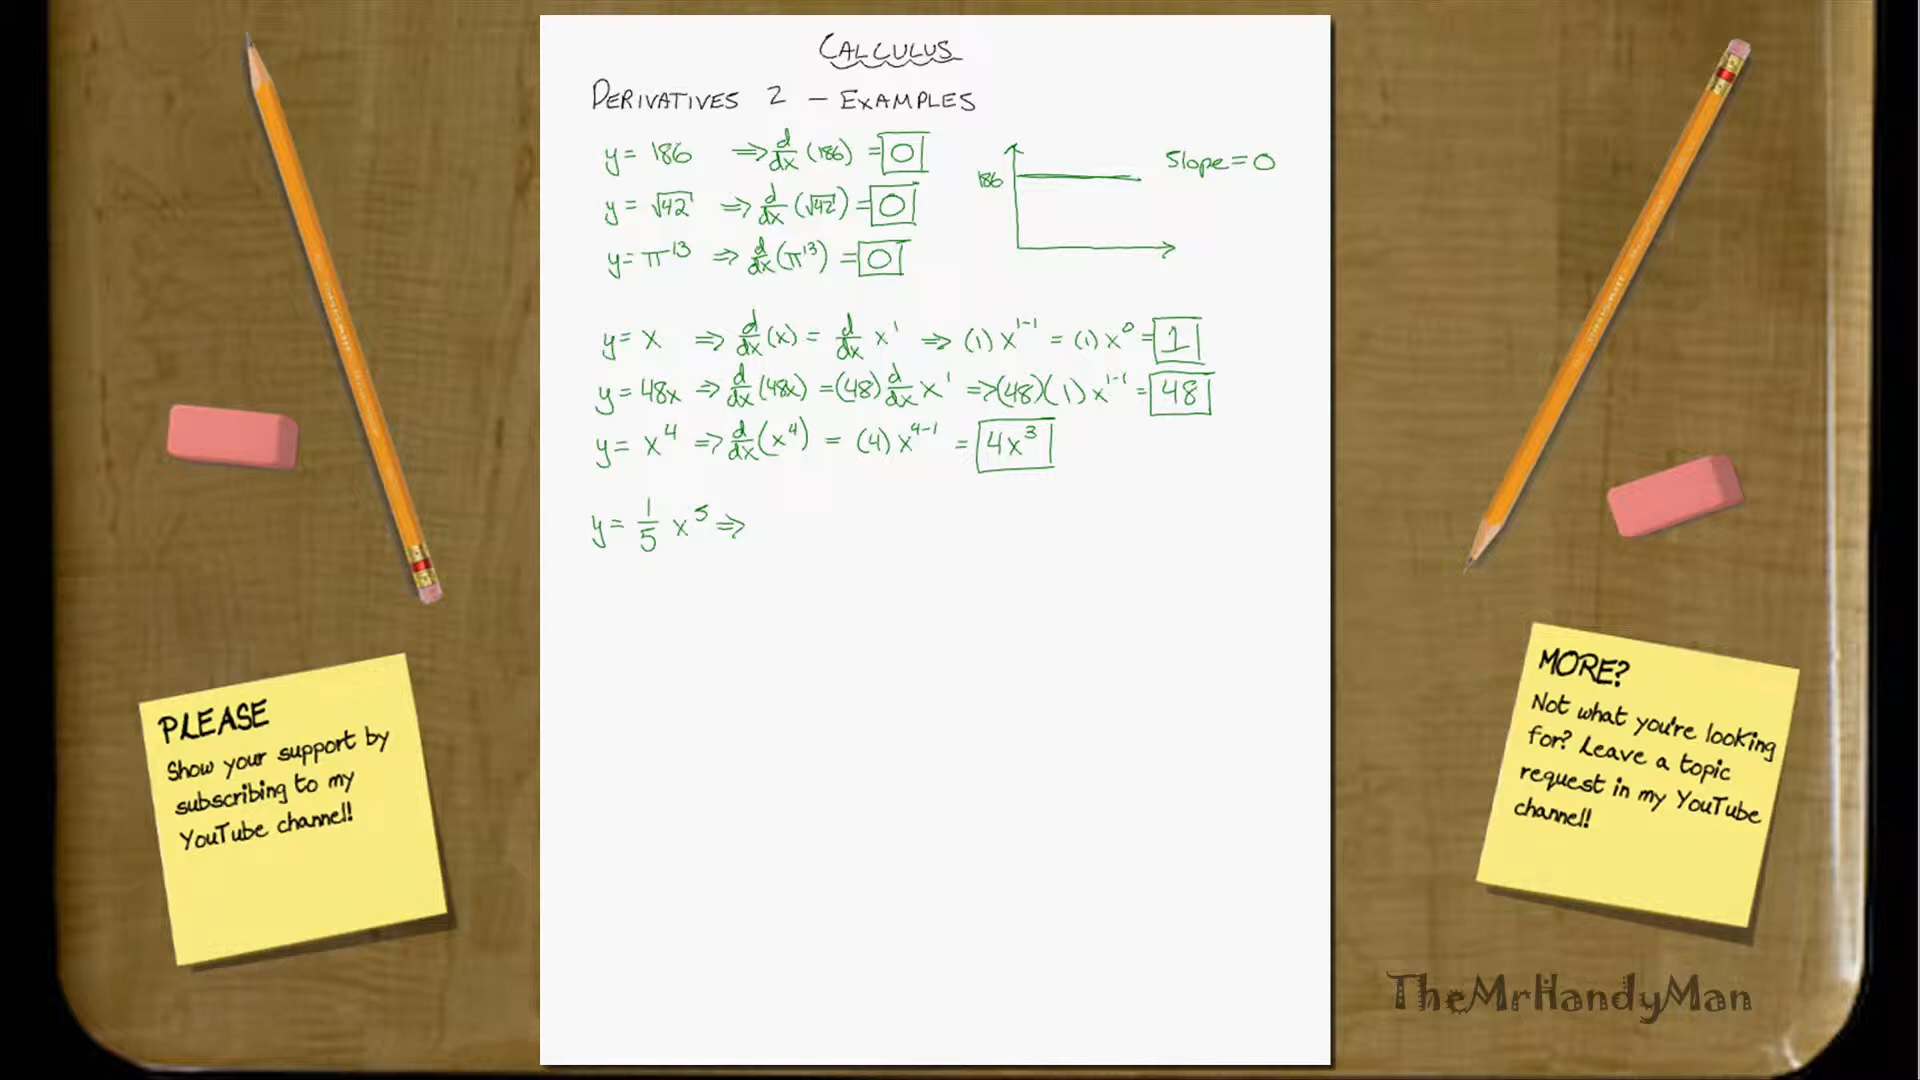 CALCULUS
DERIVATIVES 2 – EXAMPLES
y = 186 ⇒ d/dx (186) = 0
186
Slope = 0
y = √42 ⇒ d/dx (√42) = 0
y = π^13 ⇒ d/dx (π^13) = 0
y = x ⇒ d/dx (x) = d/dx x^1 ⇒ (1) x^1-1 = (1) x^0 = 1
y = 48x ⇒ d/dx (48x) = (48) d/dx x^1 ⇒ (48)(1) x^1-1 = 48
y = x^4 ⇒ d/dx (x^4) = (4) x^4-1 = 4x^3
y = 1/5 x^5 ⇒
PLEASE
Show your support by
subscribing to my
YouTube channel!
MORE?
Not what you're looking
for? Leave a topic
request in my YouTube
channel!
TheMrHandyMan